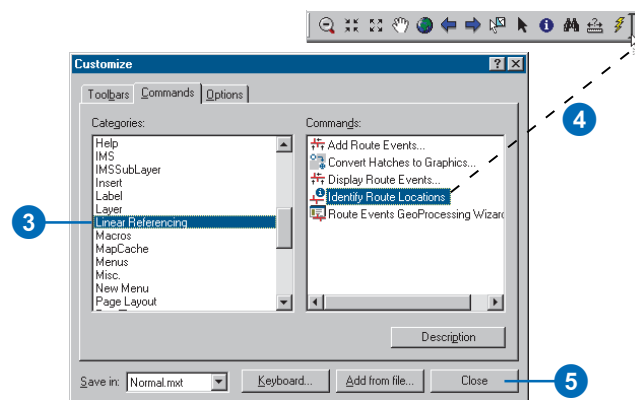 Customize
Toolbars
Commands
Options
Categories:
Help
IMS
IMSSubLayer
Insert
Label
Layer
Linear Referencing
Macros
MapCache
Menus
Misc.
New Menu
Page Layout
Commands:
Add Route Events...
Convert Hatches to Graphics...
Display Route Events...
Identify Route Locations
Route Events GeoProcessing Wizard
Description
Save in:
Normal.mxt
Keyboard...
Add from file...
Close
3
4
5